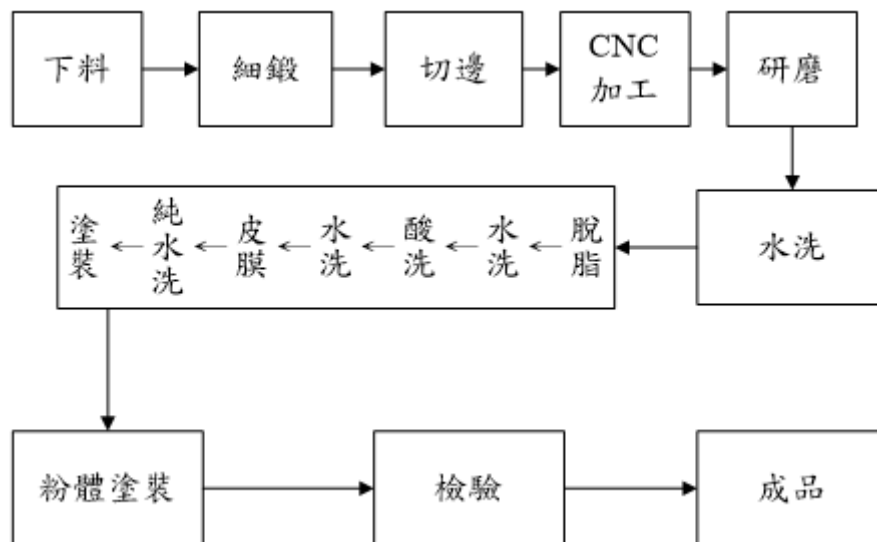 下料
細鍛
切邊
CNC
加工
研磨
水洗
脫脂
水洗
酸洗
水洗
皮膜
純水洗
塗裝
粉體塗裝
檢驗
成品